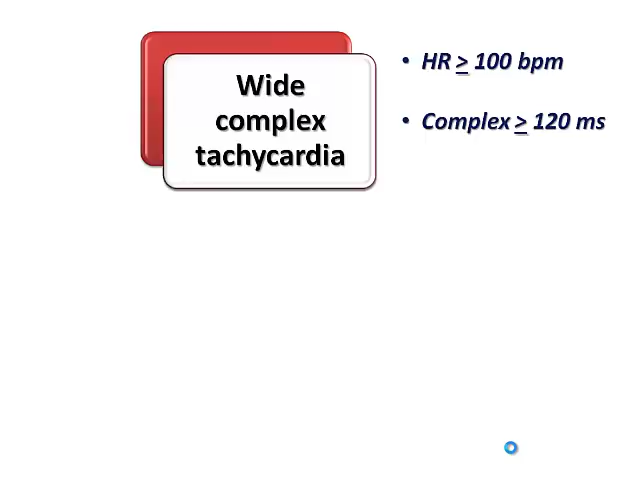 Wide
complex
tachycardia
• HR ≥ 100 bpm
• Complex ≥ 120 ms